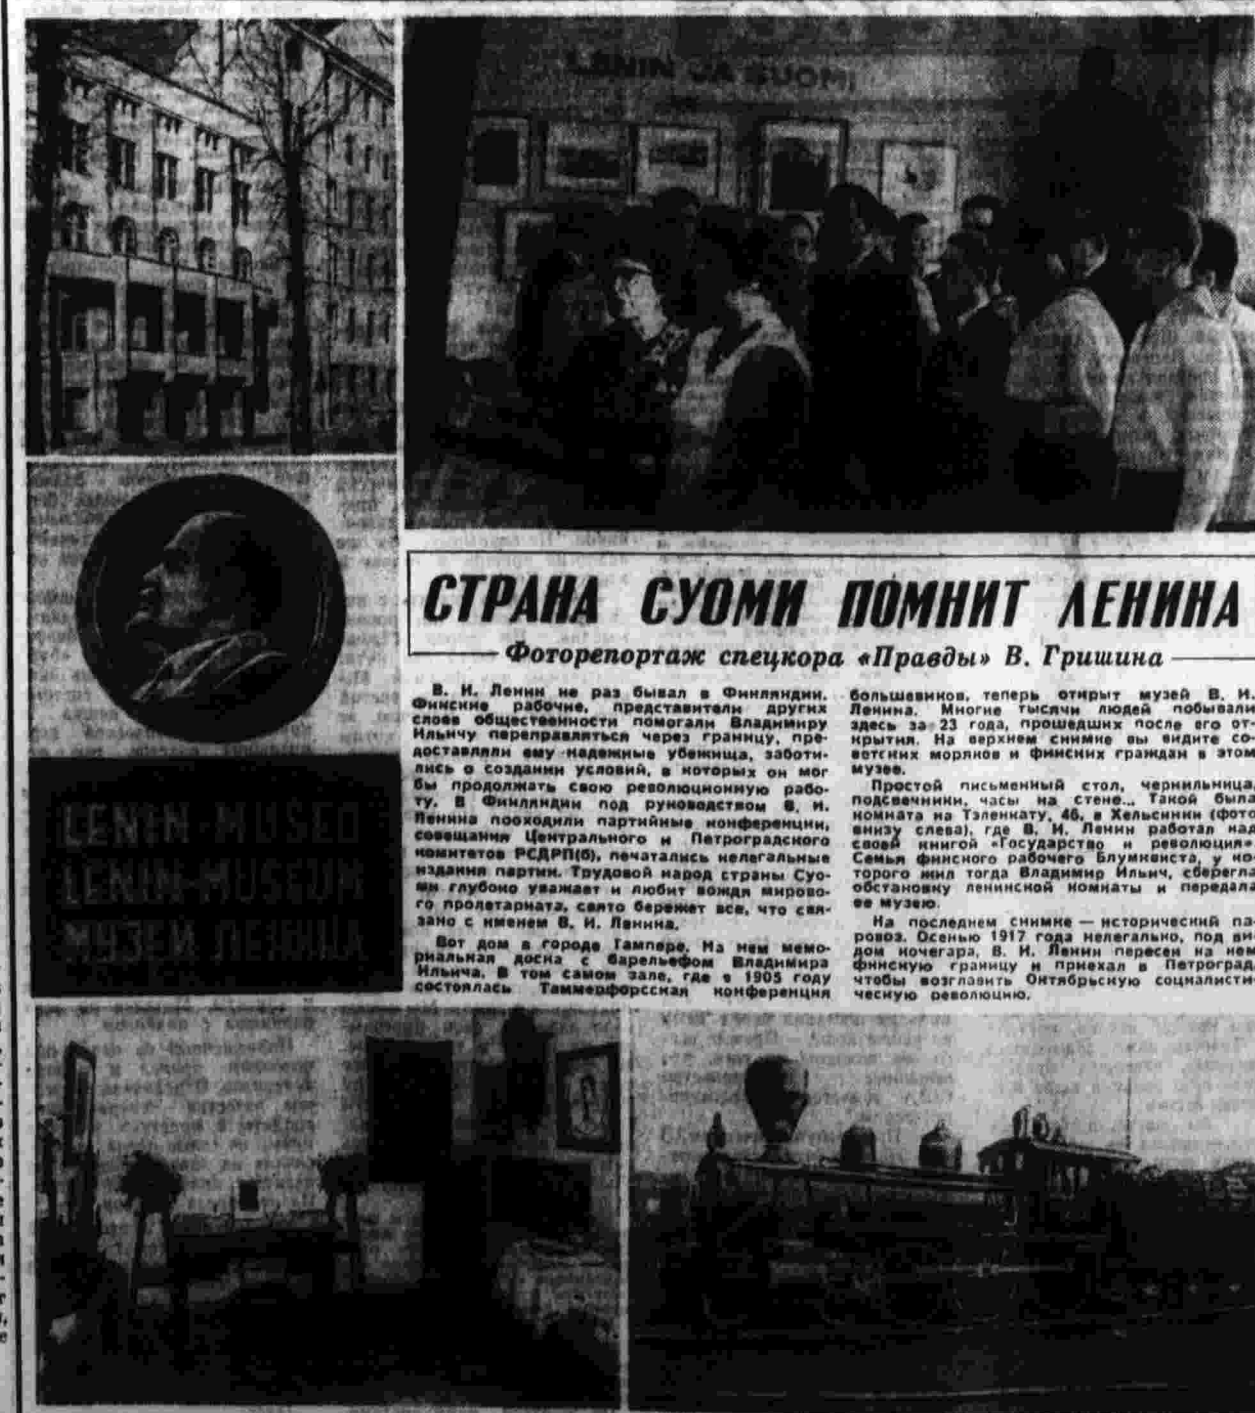 LENIN JA SUOMI
LENIN-MUSEO
LENIN-MUSEUM
МУЗЕЙ ЛЕНИНА
СТРАНА СУОМИ ПОМНИТ ЛЕНИНА
Фоторепортаж спецкора «Правды» В. Гришина
В. И. Ленин не раз бывал в Финляндии.
Финские рабочие, представители других
слоев общественности помогали Владимиру
Ильичу переправляться через границу, пре-
доставляли ему надежные убежища, заботи-
лись о создании условий, в которых он мог
бы продолжать свою революционную рабо-
ту. В Финляндии под руководством В. И.
Ленина проходили партийные конференции,
совещания Центрального и Петроградского
комитетов РСДРП(б), печатались нелегальные
издания партии. Трудовой народ страны Суо-
ми глубоко уважает и любит вождя мирово-
го пролетариата, свято бережет все, что свя-
зано с именем В. И. Ленина.
Вот дом в городе Тампере. На нем мемо-
риальная доска с барельефом Владимира
Ильича. В том самом зале, где в 1905 году
состоялась Таммерфорсская конференция
большевиков, теперь открыт музей В. И.
Ленина. Многие тысячи людей побывали
здесь за 23 года, прошедших после его от-
крытия. На верхнем снимке вы видите со-
ветских моряков и финских граждан в этом
музее.
Простой письменный стол, чернильница,
подсвечники, часы на стене... Такой была
комната на Тэленкату, 46, в Хельсинки (фото
внизу слева), где В. И. Ленин работал над
своей книгой «Государство и революция».
Семья финского рабочего Блумквиста, у ко-
торого жил тогда Владимир Ильич, сберегла
обстановку ленинской комнаты и передала
ее музею.
На последнем снимке — исторический па-
ровоз. Осенью 1917 года нелегально, под ви-
дом кочегара, В. И. Ленин пересек на нем
финскую границу и приехал в Петроград,
чтобы возглавить Октябрьскую социалисти-
ческую революцию.